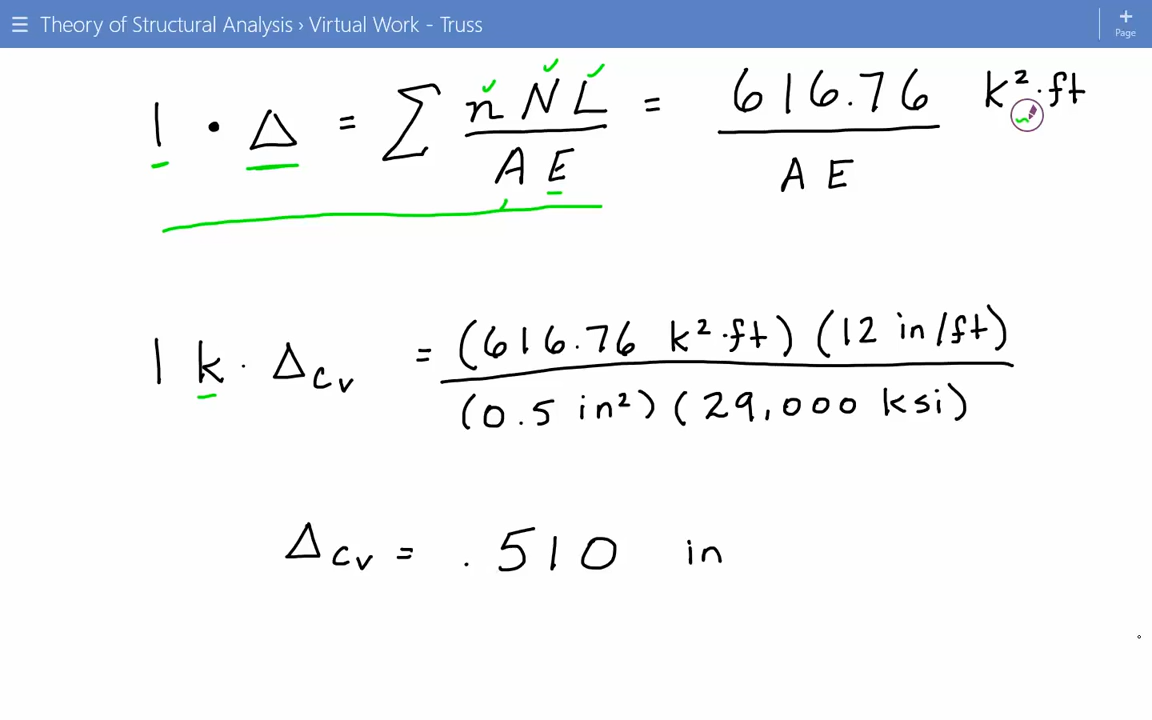 ☰ Theory of Structural Analysis › Virtual Work - Truss
+ Page
1 · Δ = Σ nNL / AE = 616.76 / AE k²·ft
1 k · Δcv = (616.76 k²·ft) (12 in/ft) / (0.5 in²) (29,000 ksi)
Δcv = .510 in